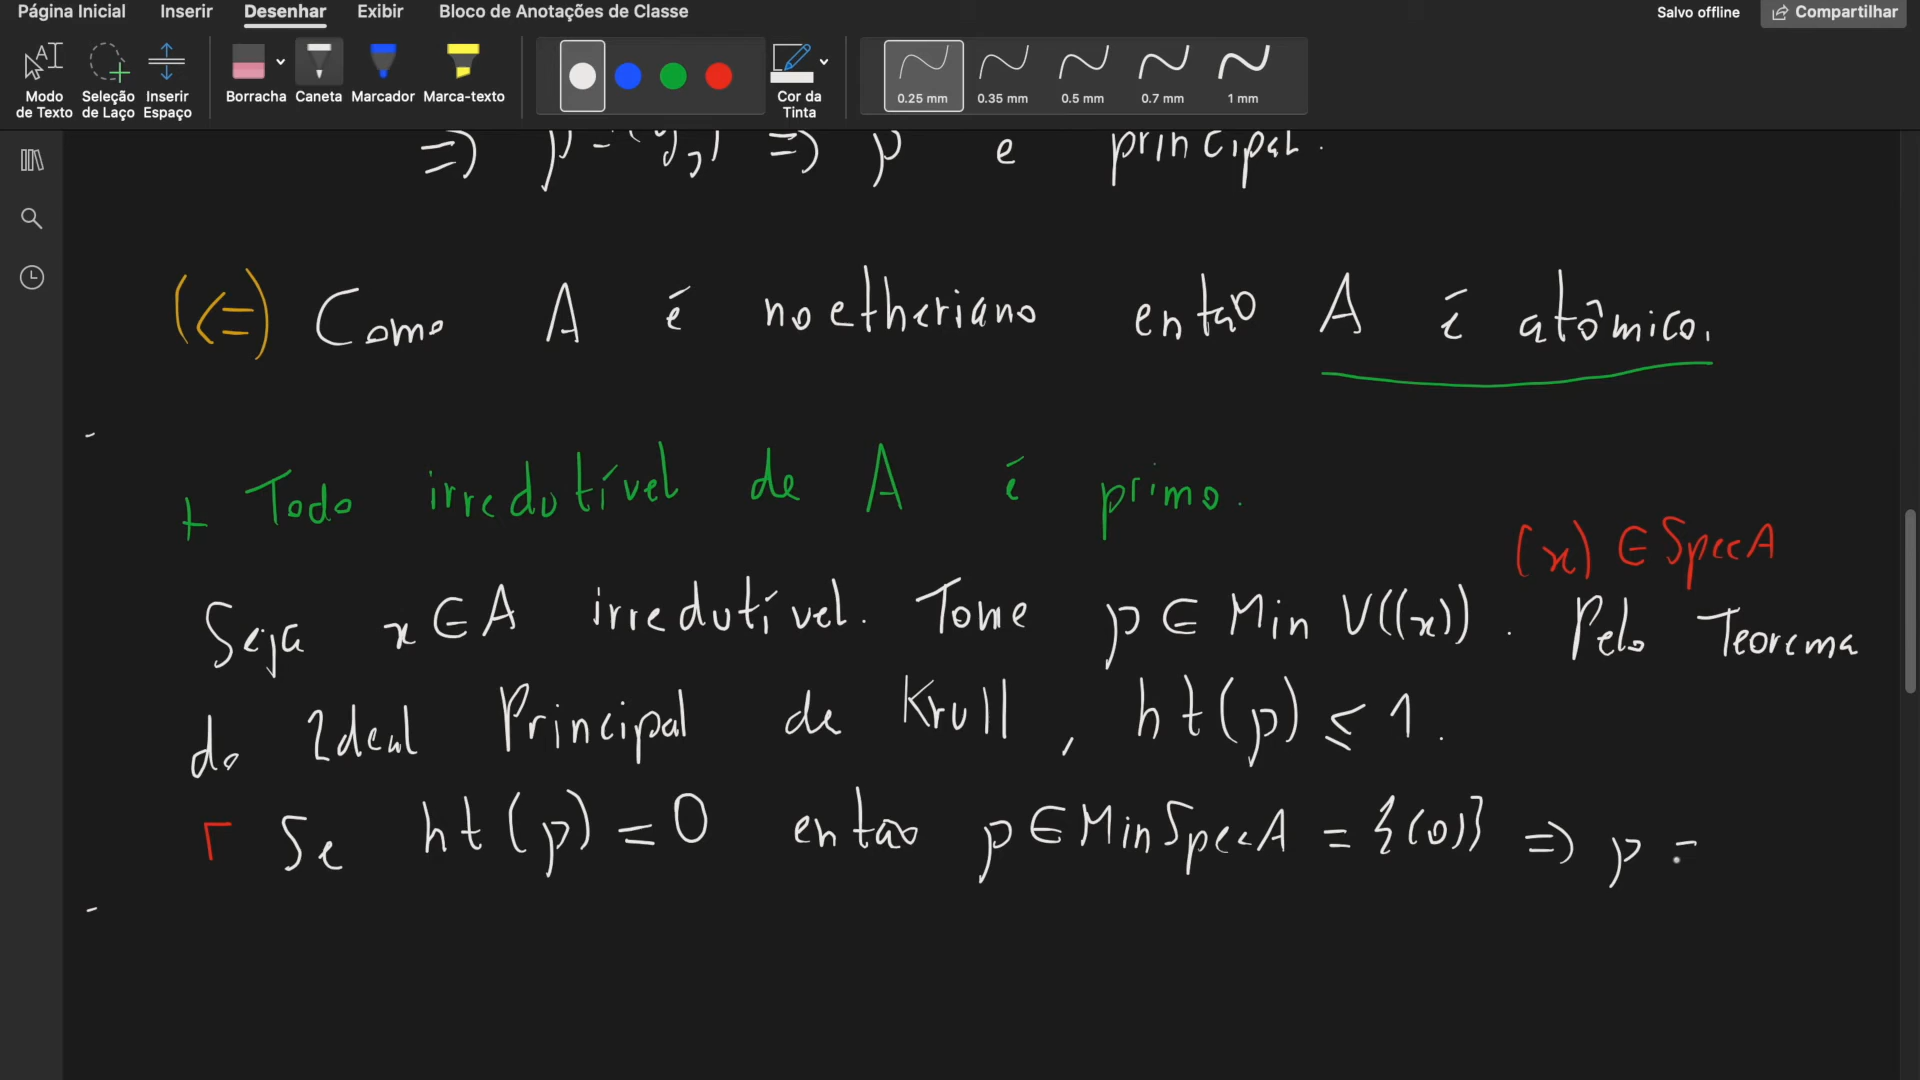 Página Inicial Inserir Desenhar Exibir Bloco de Anotações de Classe Salvo offline Compartilhar
Modo de Texto Seleção de Laço Inserir Espaço Borracha Caneta Marcador Marca-texto Cor da Tinta 0.25 mm 0.35 mm 0.5 mm 0.7 mm 1 mm
=> p = => p e principal.
(<=) Como A é noetheriano então A é atômico.
+ Todo irredutível de A é primo.
(x) ∈ Spec A
Seja x ∈ A irredutível. Tome p ∈ Min V((x)). Pelo Teorema
do Ideal Principal de Krull, ht(p) ≤ 1.
Se ht(p) = 0 então p ∈ Min Spec A = {(0)} => p =